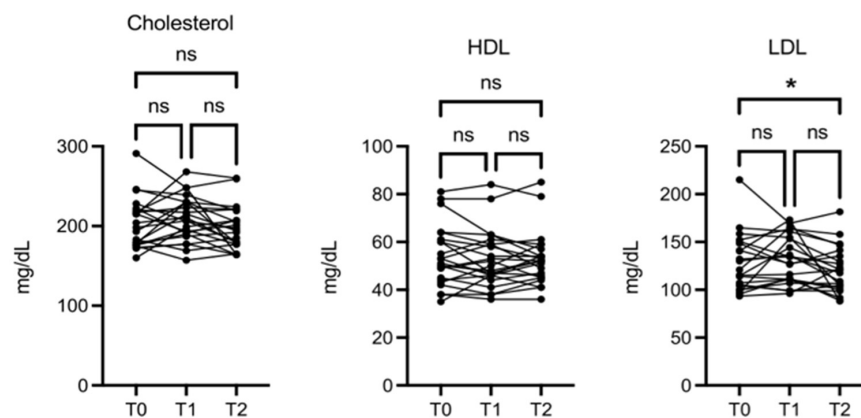 Cholesterol
ns
ns ns
mg/dL
300
200
100
0
T0 T1 T2
HDL
ns
ns ns
mg/dL
100
80
60
40
20
0
T0 T1 T2
LDL
*
ns ns
mg/dL
250
200
150
100
50
0
T0 T1 T2